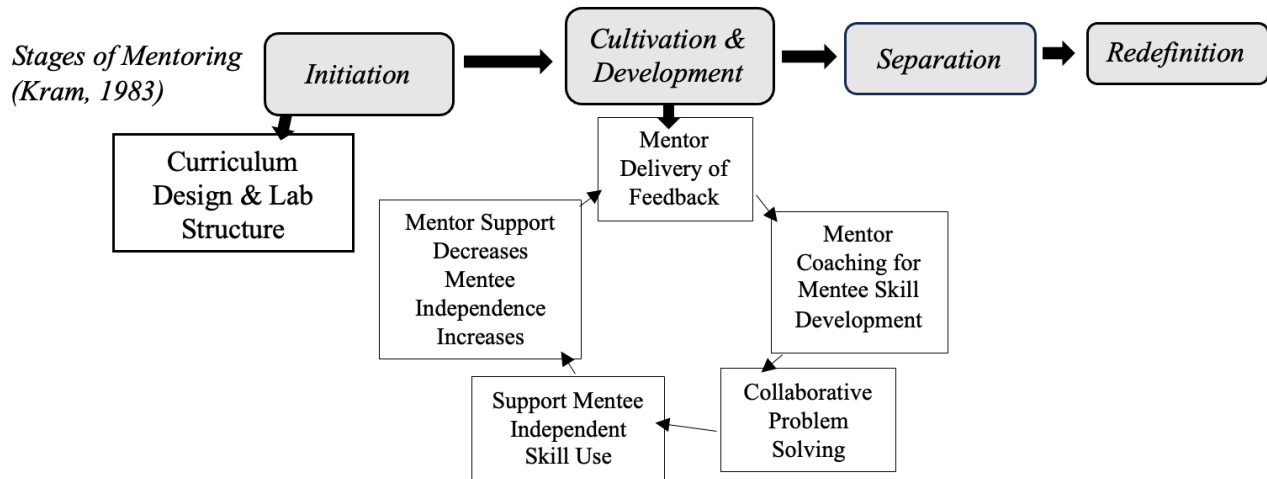 Stages of Mentoring
(Kram, 1983)
Initiation
Cultivation &
Development
Separation
Redefinition
Curriculum
Design & Lab
Structure
Mentor
Delivery of
Feedback
Mentor
Coaching for
Mentee Skill
Development
Collaborative
Problem
Solving
Support Mentee
Independent
Skill Use
Mentor Support
Decreases
Mentee
Independence
Increases